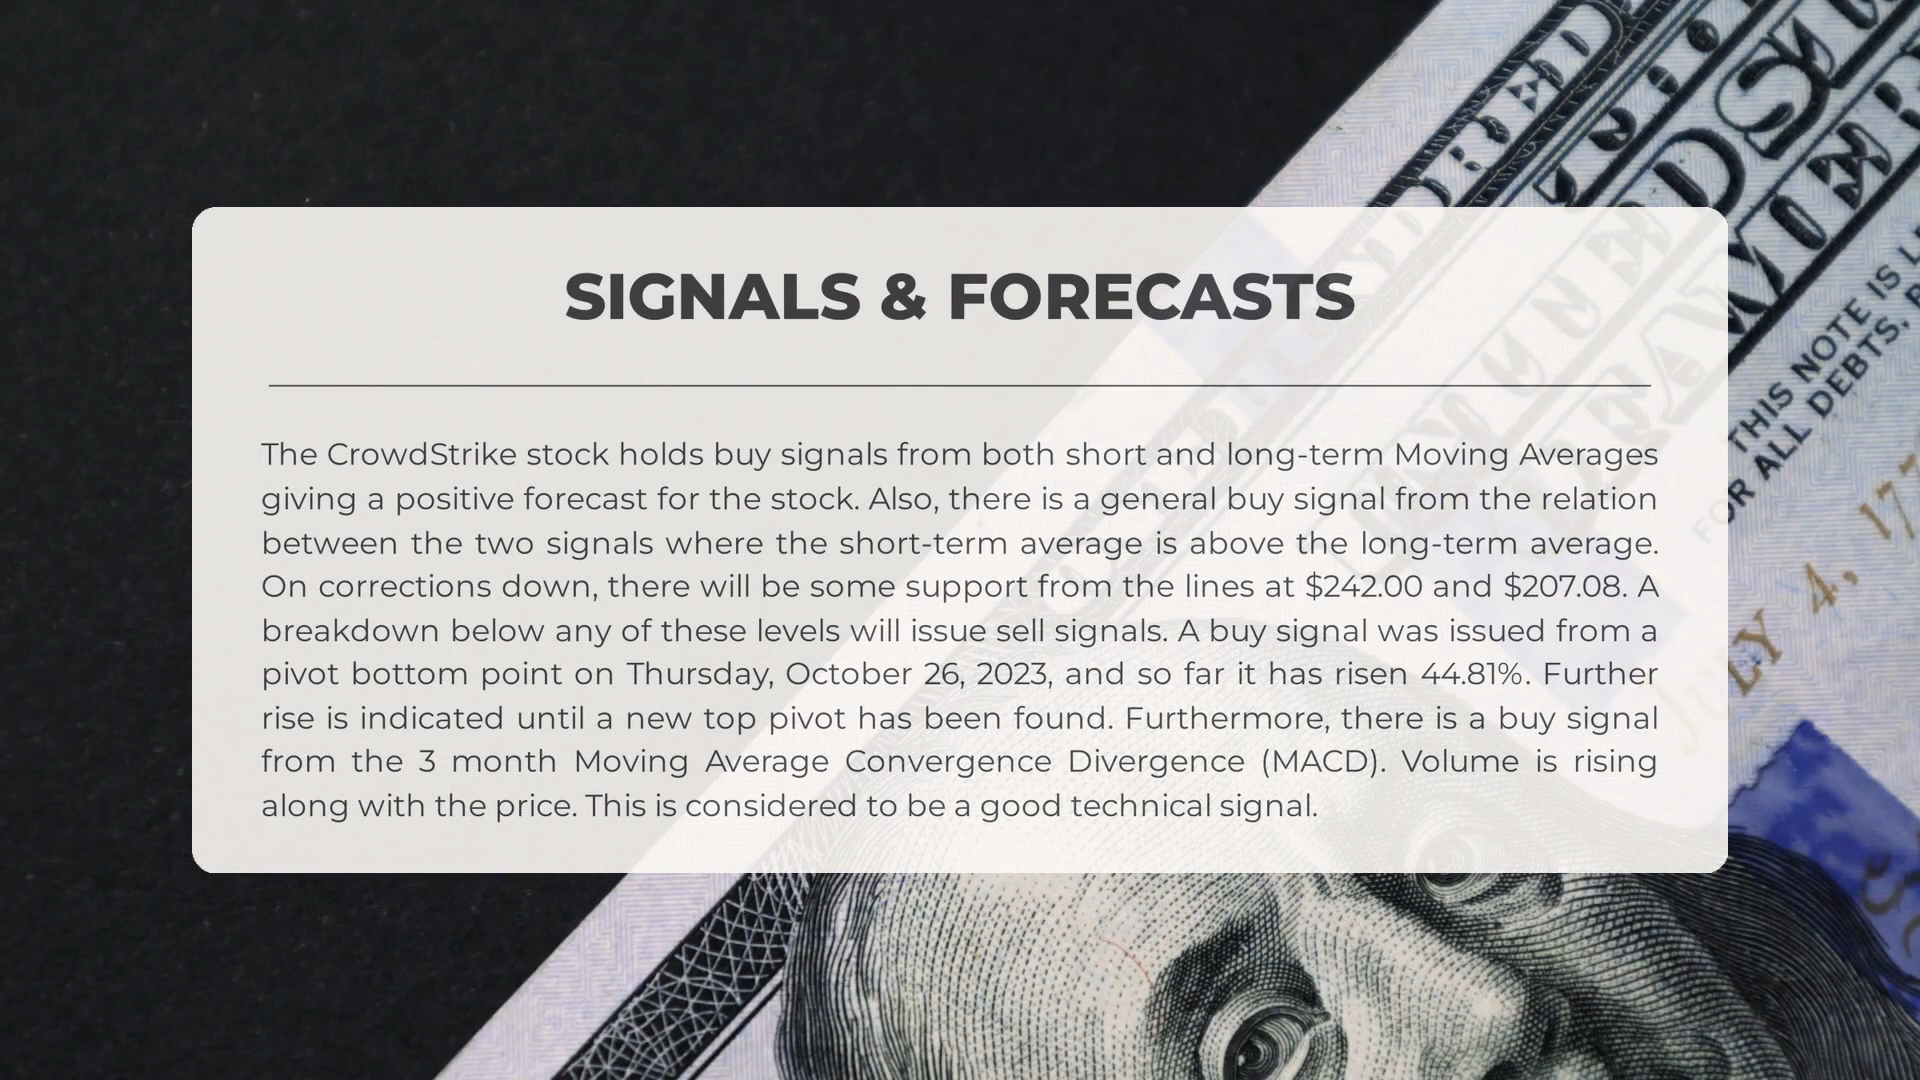 SIGNALS & FORECASTS
The CrowdStrike stock holds buy signals from both short and long-term Moving Averages
giving a positive forecast for the stock. Also, there is a general buy signal from the relation
between the two signals where the short-term average is above the long-term average.
On corrections down, there will be some support from the lines at $242.00 and $207.08. A
breakdown below any of these levels will issue sell signals. A buy signal was issued from a
pivot bottom point on Thursday, October 26, 2023, and so far it has risen 44.81%. Further
rise is indicated until a new top pivot has been found. Furthermore, there is a buy signal
from the 3 month Moving Average Convergence Divergence (MACD). Volume is rising
along with the price. This is considered to be a good technical signal.
THIS NOTE IS
FOR ALL DEBTS,
JULY 4,